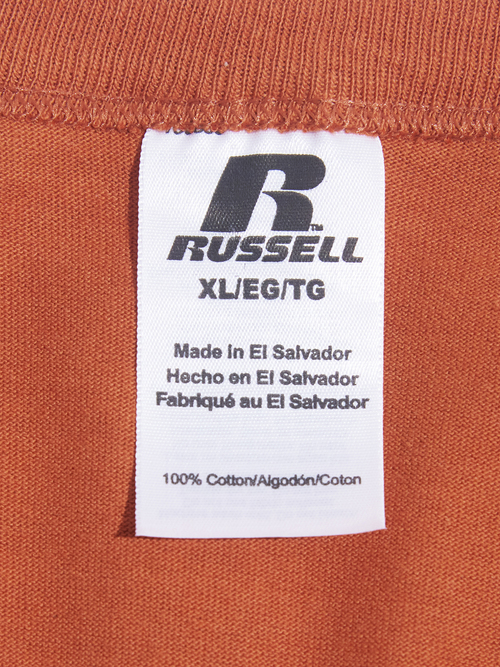 R
RUSSELL™
XL/EG/TG
Made in El Salvador
Hecho en El Salvador
Fabriqué au El Salvador
100% Cotton/Algodón/Coton